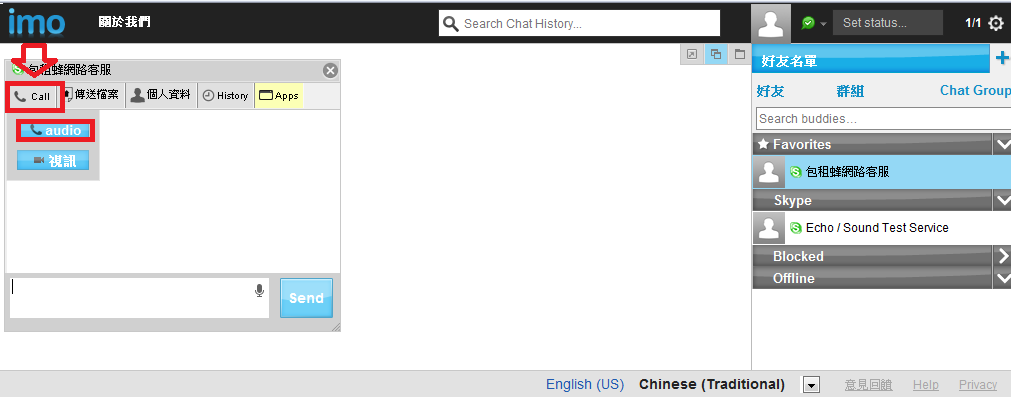 imo 關於我們 Search Chat History... Set status... 1/1
包租蜂網路客服
好友名單
Call 傳送檔案 個人資料 History Apps
好友 群組 Chat Group
audio
Search buddies…
視訊
Favorites
包租蜂網路客服
Skype
Echo / Sound Test Service
Blocked
Offline
Send
English (US) Chinese (Traditional) 意見回饋 Help Privacy